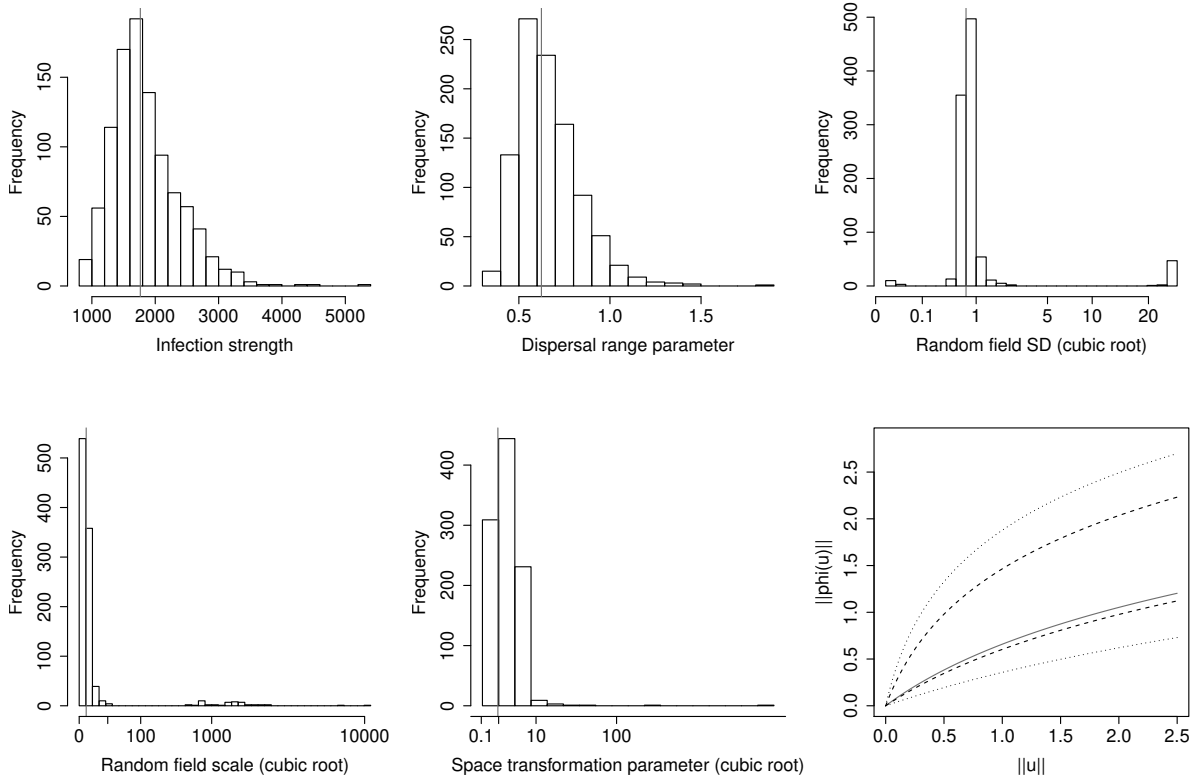 Frequency
0 50 100 150
1000 2000 3000 4000 5000
Infection strength
Frequency
0 50 100 150 200 250
0.5 1.0 1.5
Dispersal range parameter
Frequency
0 100 200 300 400 500
0 0.1 1 5 10 20
Random field SD (cubic root)
Frequency
0 100 200 300 400 500
0 100 1000 10000
Random field scale (cubic root)
Frequency
0 100 200 300 400
0.1 10 100
Space transformation parameter (cubic root)
||phi(u)||
0.0 0.5 1.0 1.5 2.0 2.5
0.0 0.5 1.0 1.5 2.0 2.5
||u||